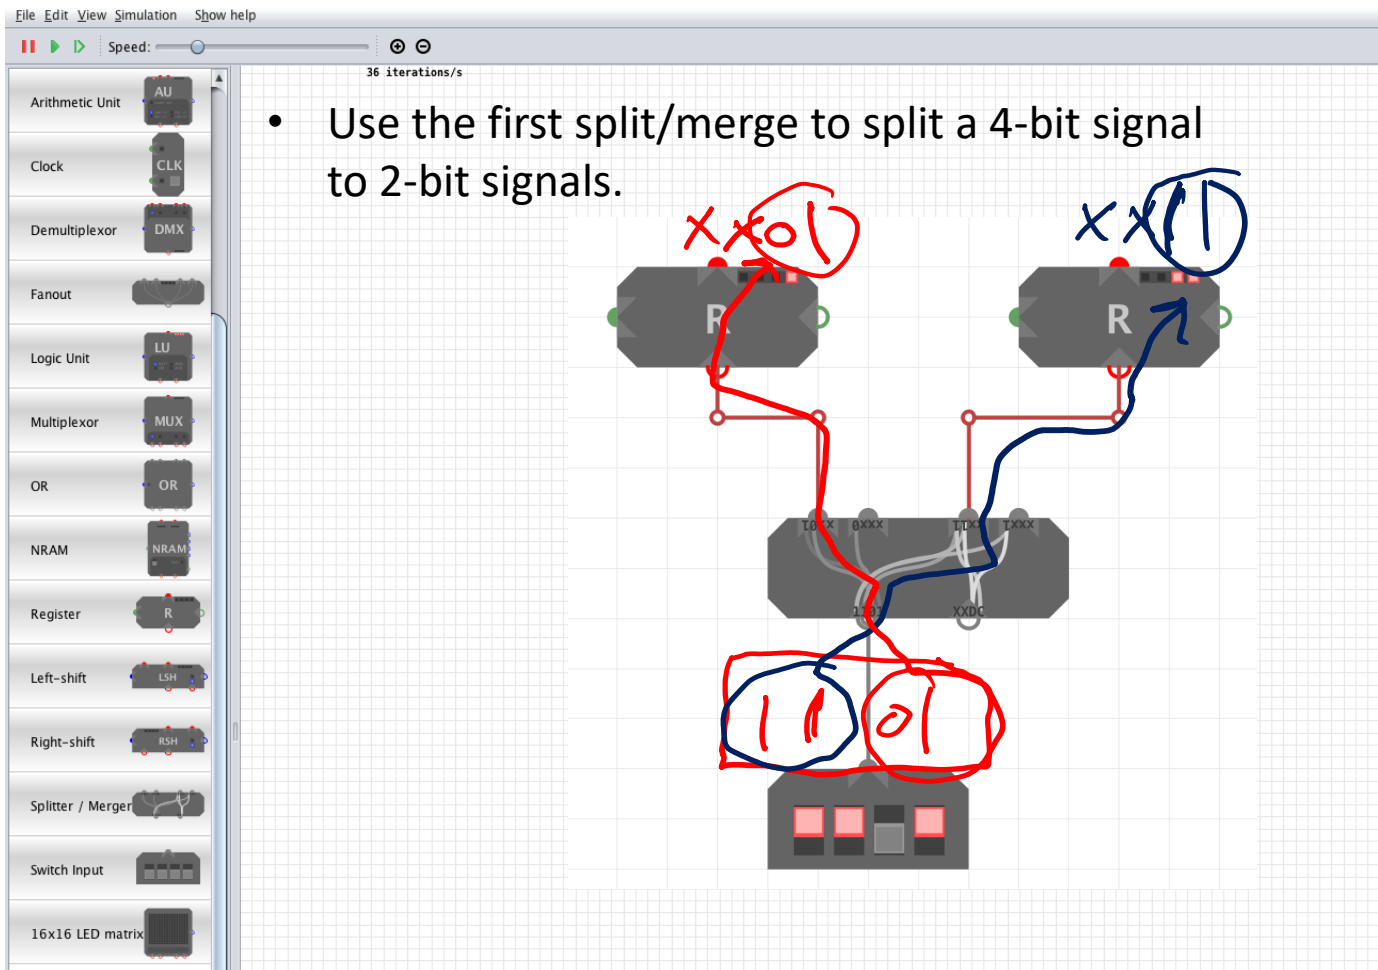 File Edit View Simulation Show help
Speed:
36 iterations/s
• Use the first split/merge to split a 4-bit signal
to 2-bit signals.
Arithmetic Unit AU
Clock CLK
Demultiplexor DMX
Fanout
Logic Unit LU
Multiplexor MUX
OR OR
NRAM NRAM
Register R
Left-shift LSH
Right-shift RSH
Splitter / Merger
Switch Input
16x16 LED matrix
XX01
XX11
R
R
0XXX
1XXX
XXDC
11 01